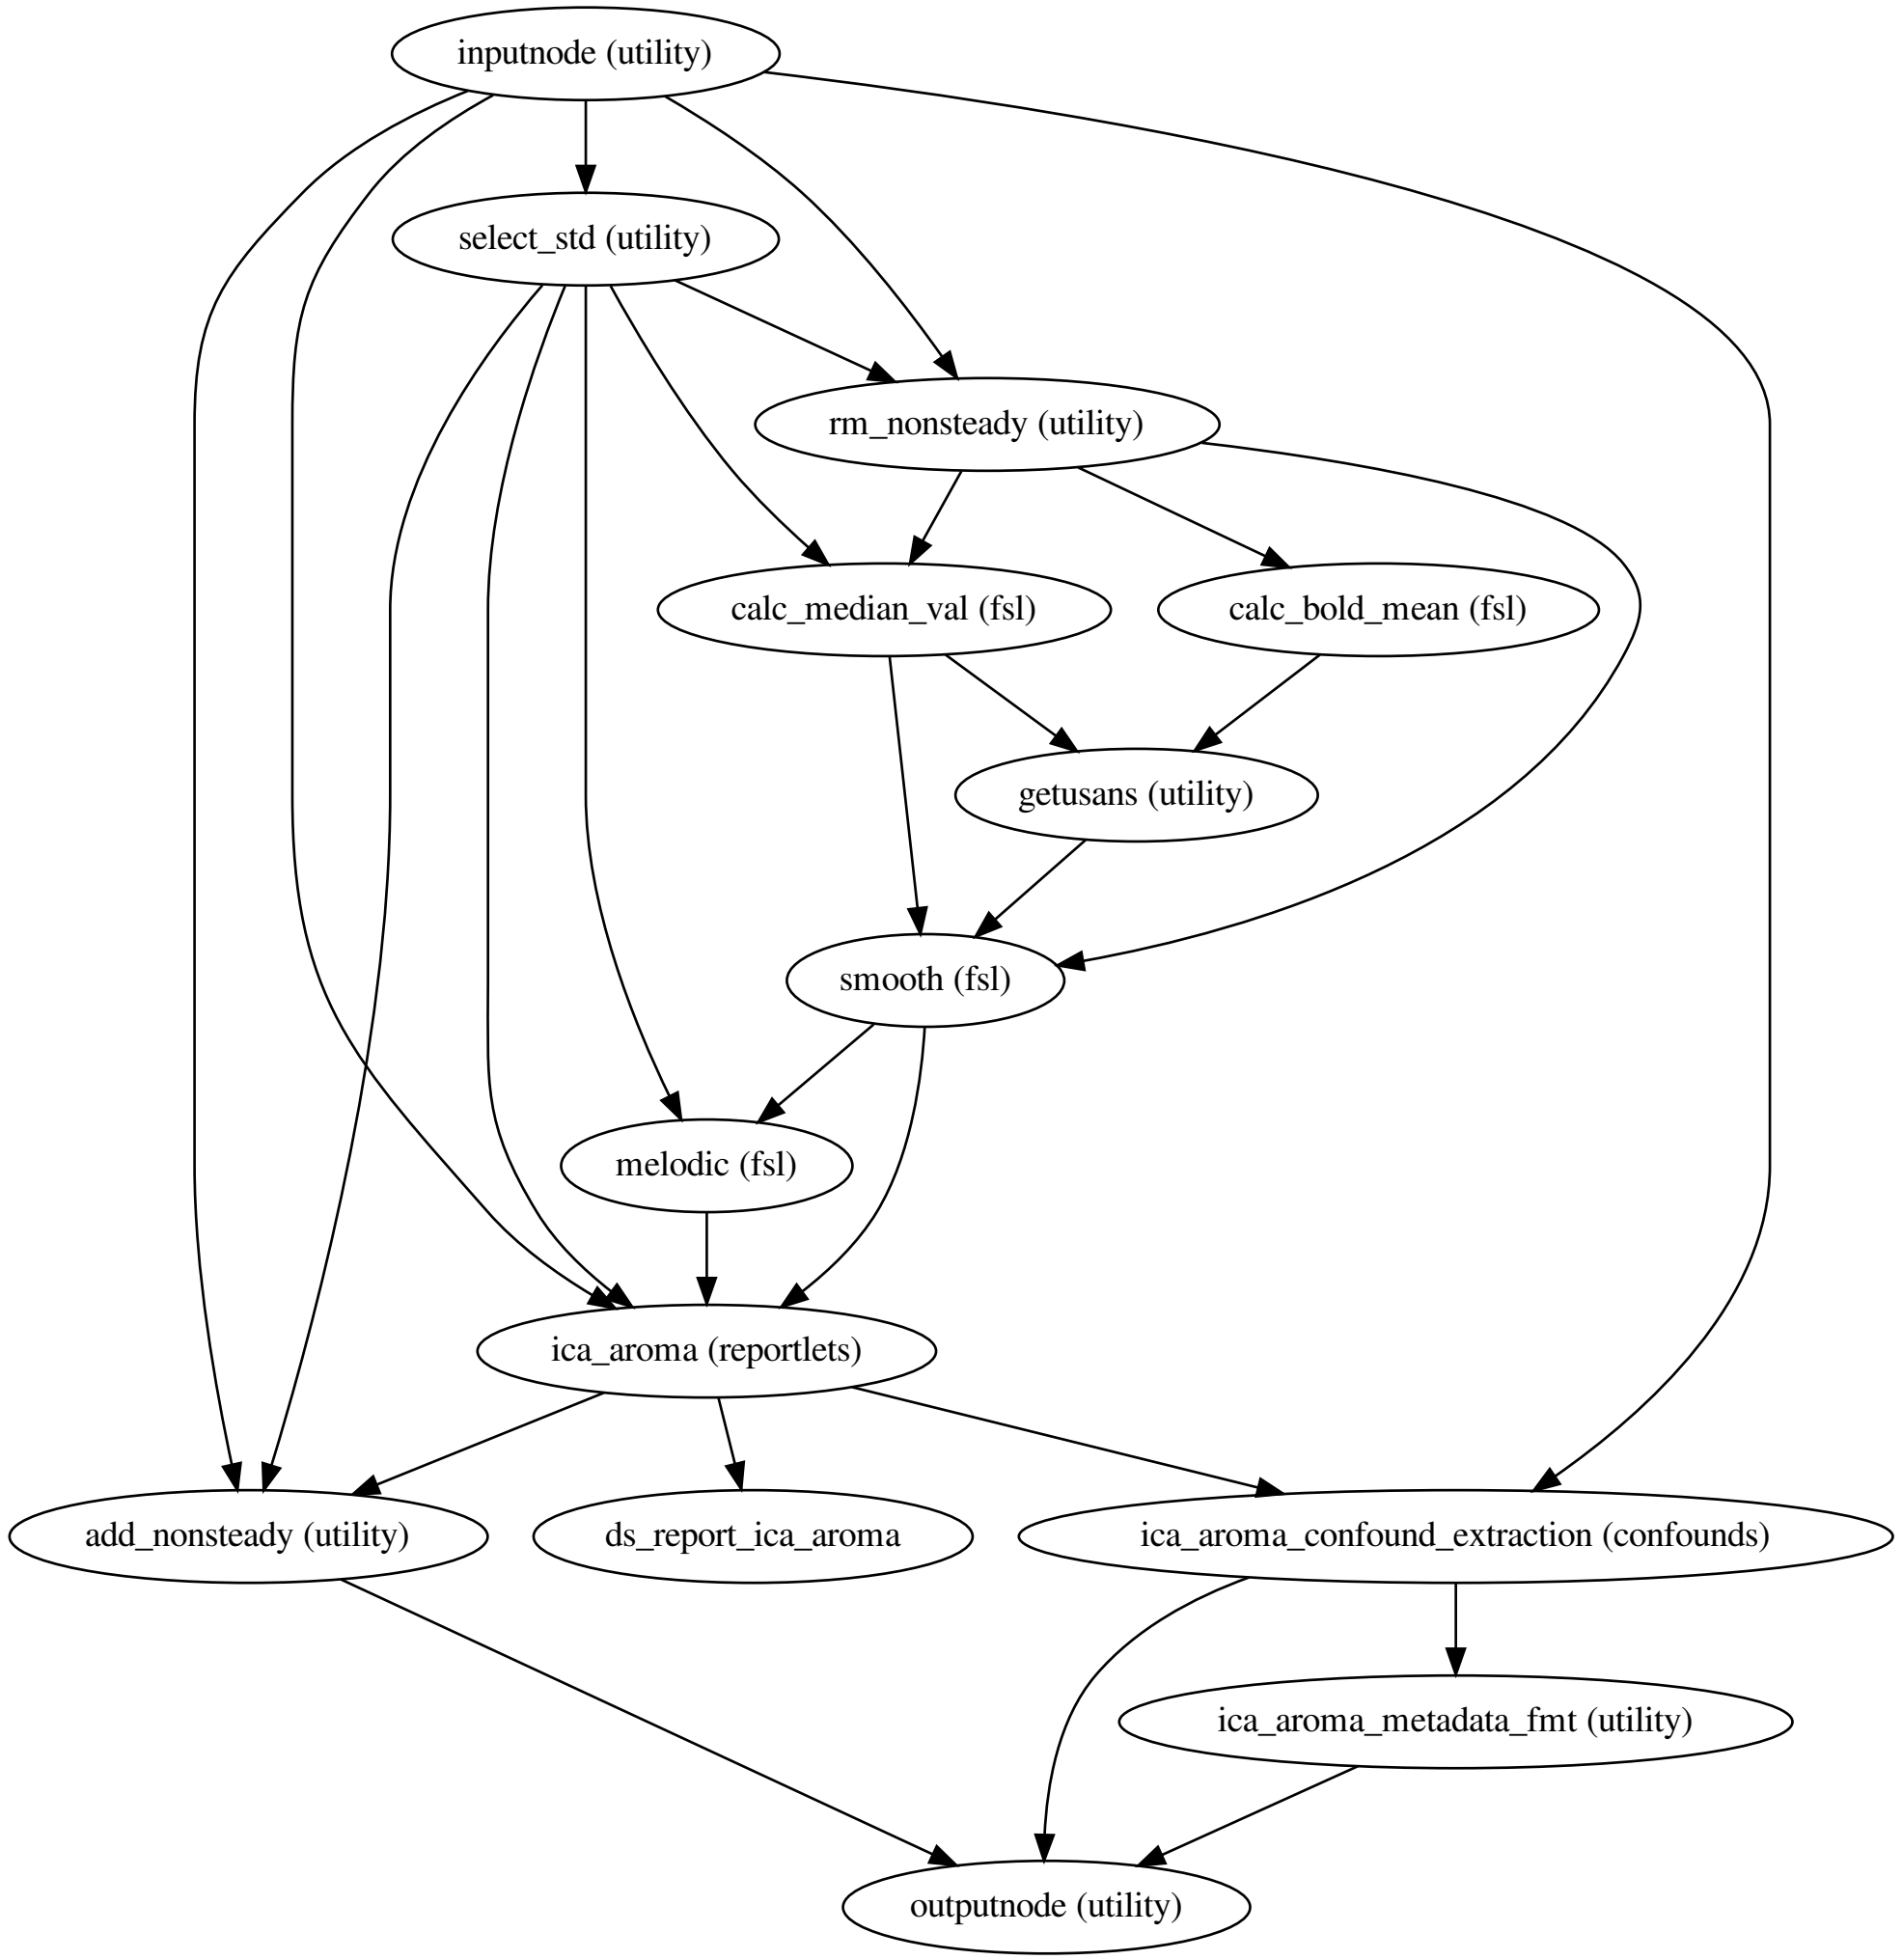 inputnode (utility)
select_std (utility)
rm_nonsteady (utility)
calc_median_val (fsl)
calc_bold_mean (fsl)
getusans (utility)
smooth (fsl)
melodic (fsl)
ica_aroma (reportlets)
add_nonsteady (utility)
ds_report_ica_aroma
ica_aroma_confound_extraction (confounds)
ica_aroma_metadata_fmt (utility)
outputnode (utility)